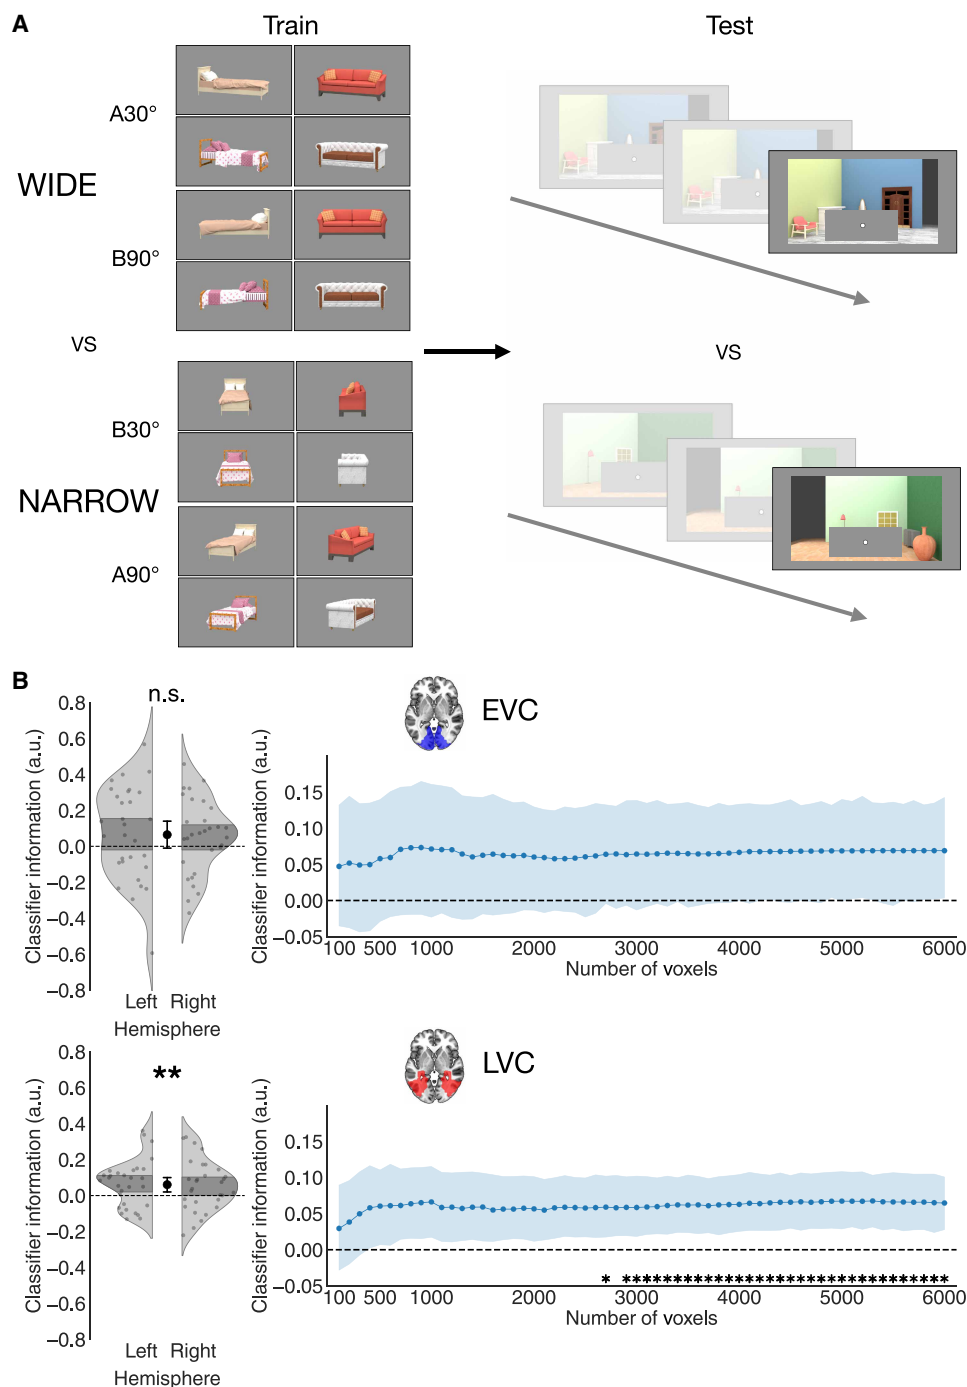 A
Train
Test
A30°
WIDE
B90°
VS
VS
B30°
NARROW
A90°
B
n.s.
EVC
Classifier information (a.u.)
0.8
0.6
0.4
0.2
0.0
−0.2
−0.4
−0.6
−0.8
Left Right
Hemisphere
Classifier information (a.u.)
0.15
0.10
0.05
0.00
−0.05
100 500 1000 2000 3000 4000 5000 6000
Number of voxels
**
LVC
Classifier information (a.u.)
0.8
0.6
0.4
0.2
0.0
−0.2
−0.4
−0.6
−0.8
Left Right
Hemisphere
Classifier information (a.u.)
0.15
0.10
0.05
0.00
−0.05
* * * * * * * * * * * * * * * * * * * * * * * * * * * * * * * * *
100 500 1000 2000 3000 4000 5000 6000
Number of voxels